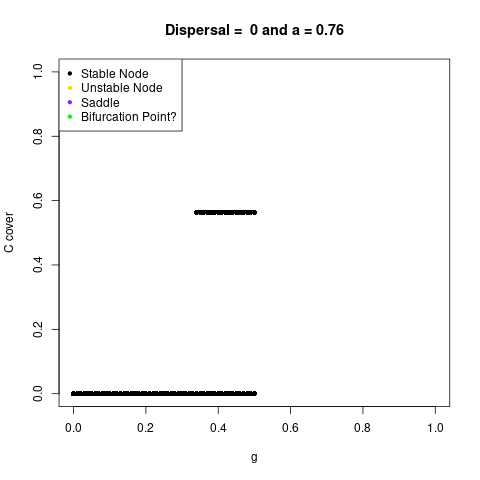 Dispersal =  0 and a = 0.76
Stable Node
Unstable Node
Saddle
Bifurcation Point?
C cover
1.0
0.8
0.6
0.4
0.2
0.0
0.0 0.2 0.4 0.6 0.8 1.0
g